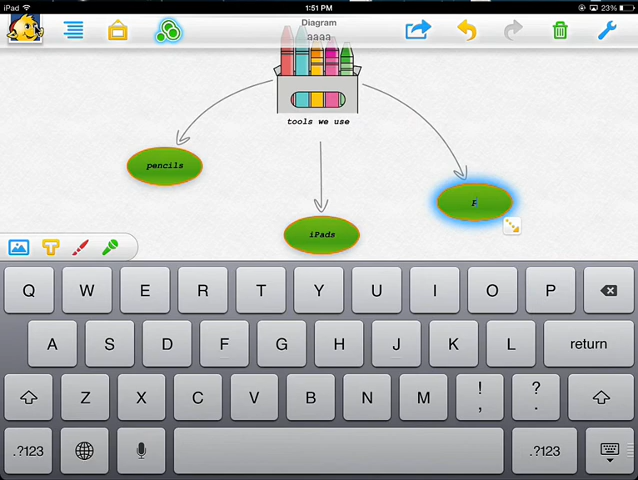 iPad
1:51 PM
23%
Diagram
aaaa
tools we use
pencils
iPads
P
Q W E R T Y U I O P
A S D F G H J K L return
Z X C V B N M ! , ? .
.?123 .?123